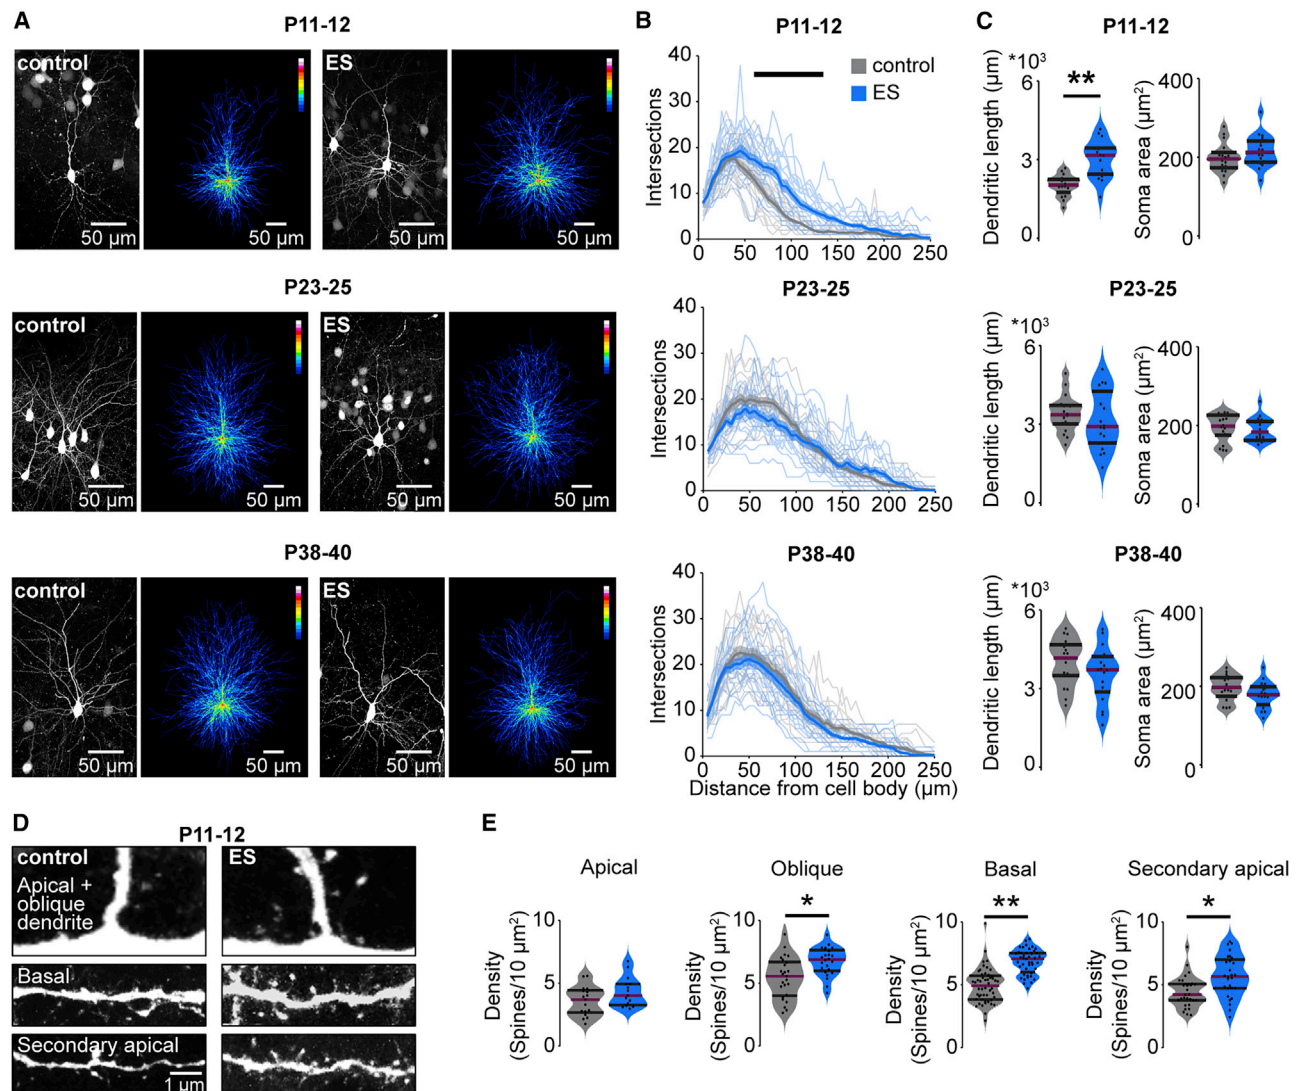 A
P11-12
control
50 µm
50 µm
ES
50 µm
50 µm
P23-25
control
50 µm
50 µm
ES
50 µm
50 µm
P38-40
control
50 µm
50 µm
ES
50 µm
50 µm
B
P11-12
Intersections
40
30
20
10
0
0 50 100 150 200 250
control
ES
P23-25
Intersections
40
30
20
10
0
0 50 100 150 200 250
P38-40
Intersections
40
30
20
10
0
0 50 100 150 200 250
Distance from cell body (µm)
C
P11-12
Dendritic length (µm)
*10³
6
3
0
**
Soma area (µm²)
400
200
0
P23-25
Dendritic length (µm)
*10³
6
3
0
Soma area (µm²)
400
200
0
P38-40
Dendritic length (µm)
*10³
6
3
0
Soma area (µm²)
400
200
0
D
P11-12
control
Apical +
oblique
dendrite
ES
Basal
Secondary apical
1 µm
E
Apical
Density
(Spines/10 µm²)
10
5
0
Oblique
Density
(Spines/10 µm²)
10
5
0
*
Basal
Density
(Spines/10 µm²)
10
5
0
**
Secondary apical
Density
(Spines/10 µm²)
10
5
0
*